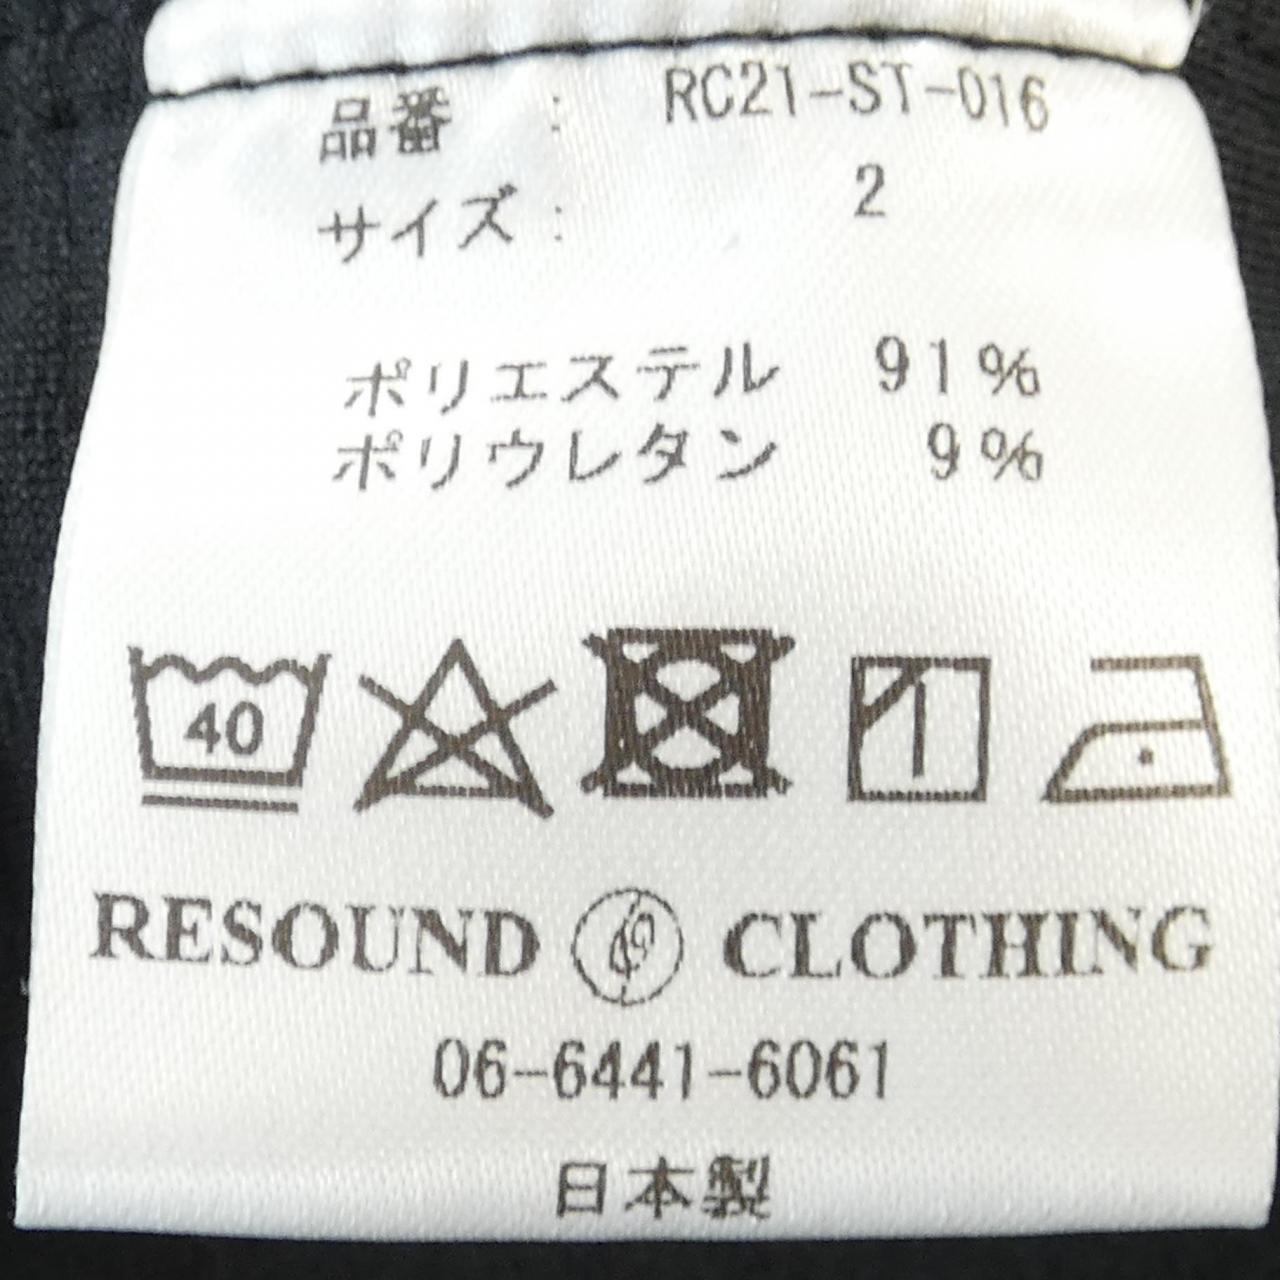 品番 : RC21-ST-016
サイズ : 2
ポリエステル 91%
ポリウレタン 9%
40
RESOUND CLOTHING
06-6441-6061
日本製